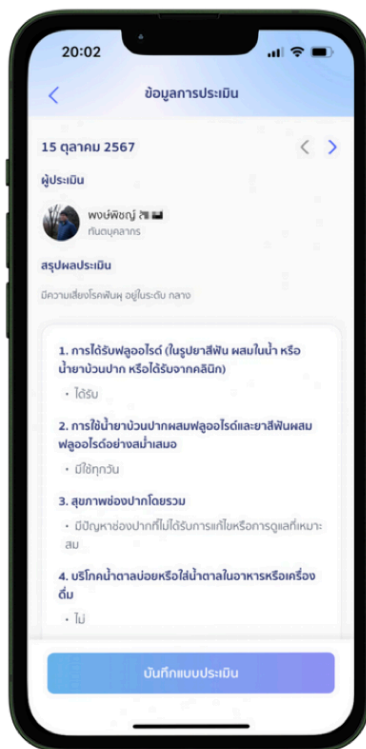 20:02
ข้อมูลการประเมิน
15 ตุลาคม 2567
ผู้ประเมิน
พงษ์พิชญ์
ทันตบุคลากร
สรุปผลประเมิน
มีความเสี่ยงโรคฟันผุ อยู่ในระดับ กลาง
1. การได้รับฟลูออไรด์ (ในรูปยาสีฟัน ผสมในน้ำ หรือ
น้ำยาบ้วนปาก หรือได้รับจากคลินิก)
• ได้รับ
2. การใช้น้ำยาบ้วนปากผสมฟลูออไรด์และยาสีฟันผสม
ฟลูออไรด์อย่างสม่ำเสมอ
• มีใช้ทุกวัน
3. สุขภาพช่องปากโดยรวม
• มีปัญหาช่องปากที่ไม่ได้รับการแก้ไขหรือการดูแลที่เหมาะ
สม
4. บริโภคน้ำตาลบ่อยหรือใส่น้ำตาลในอาหารหรือเครื่อง
ดื่ม
• ไม่
บันทึกแบบประเมิน